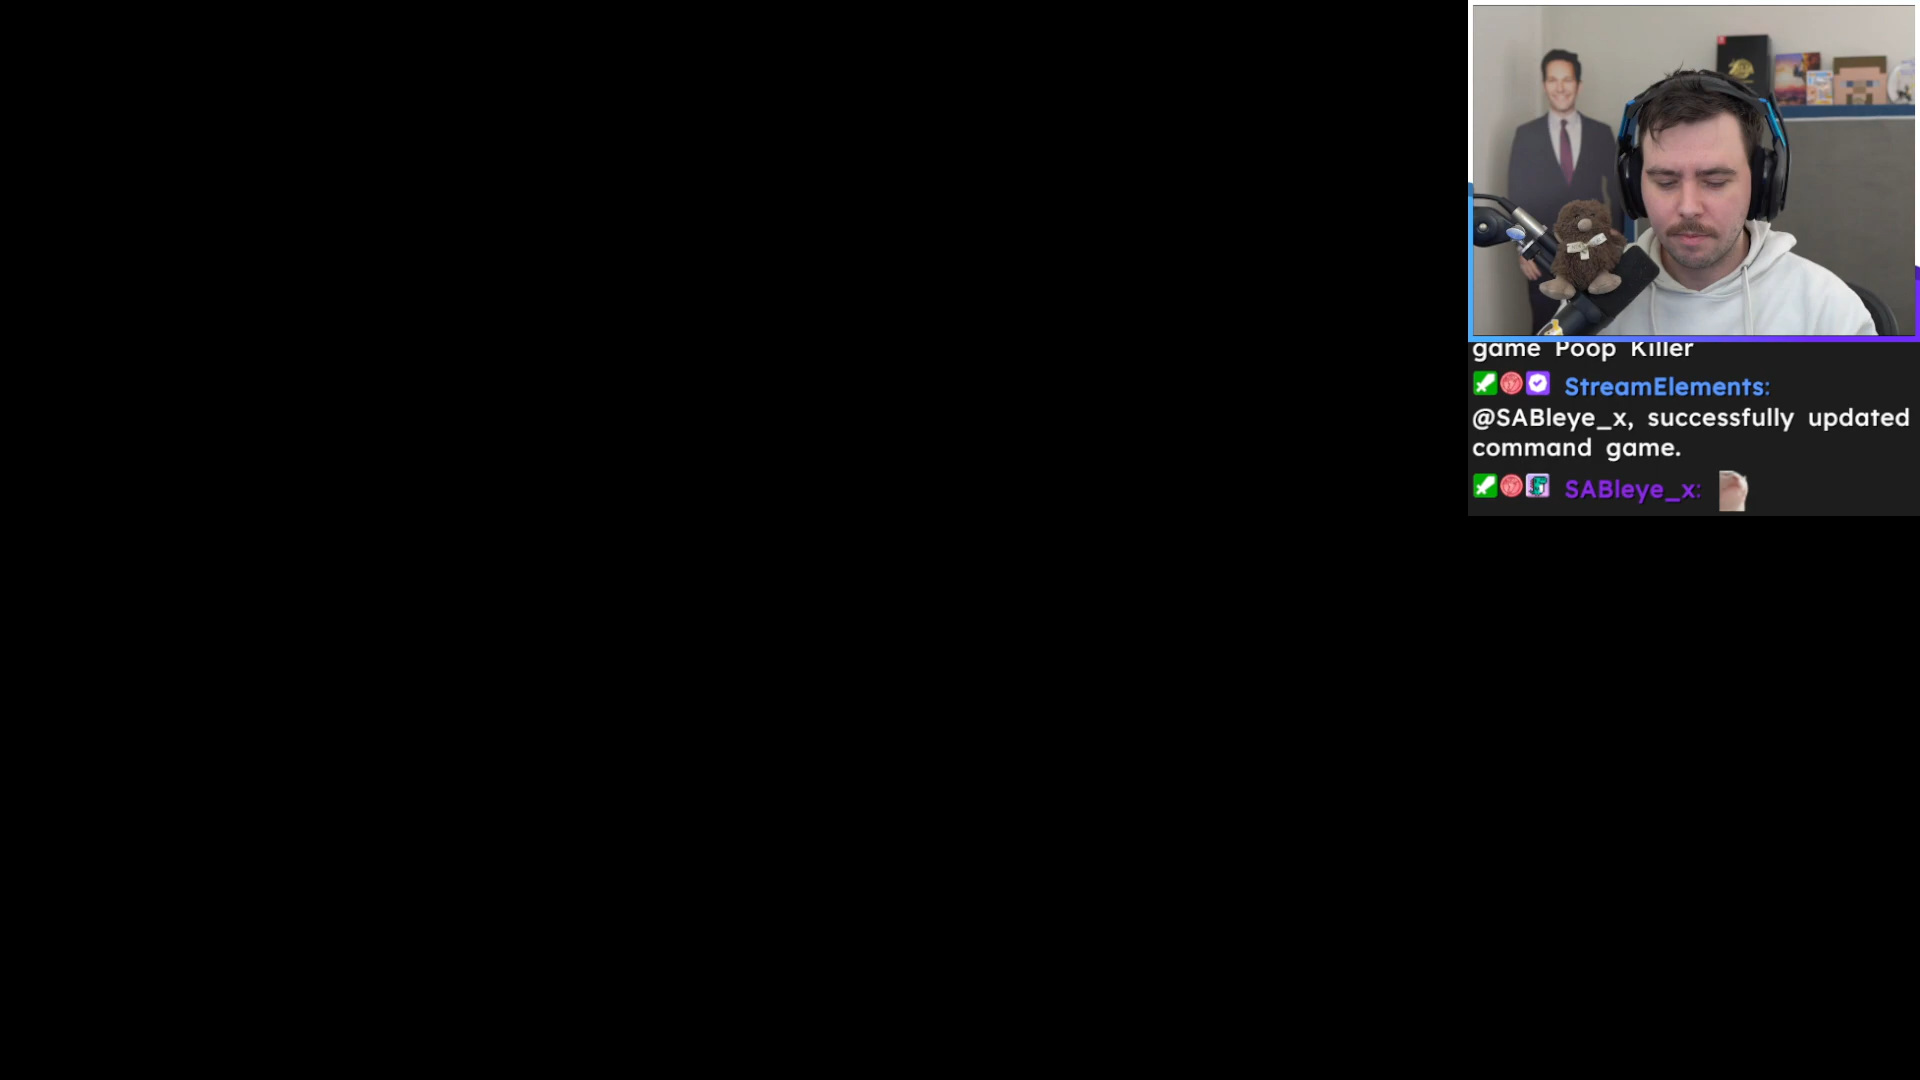 game Poop Killer
StreamElements:
@SABleye_x, successfully updated
command game.
SABleye_x: